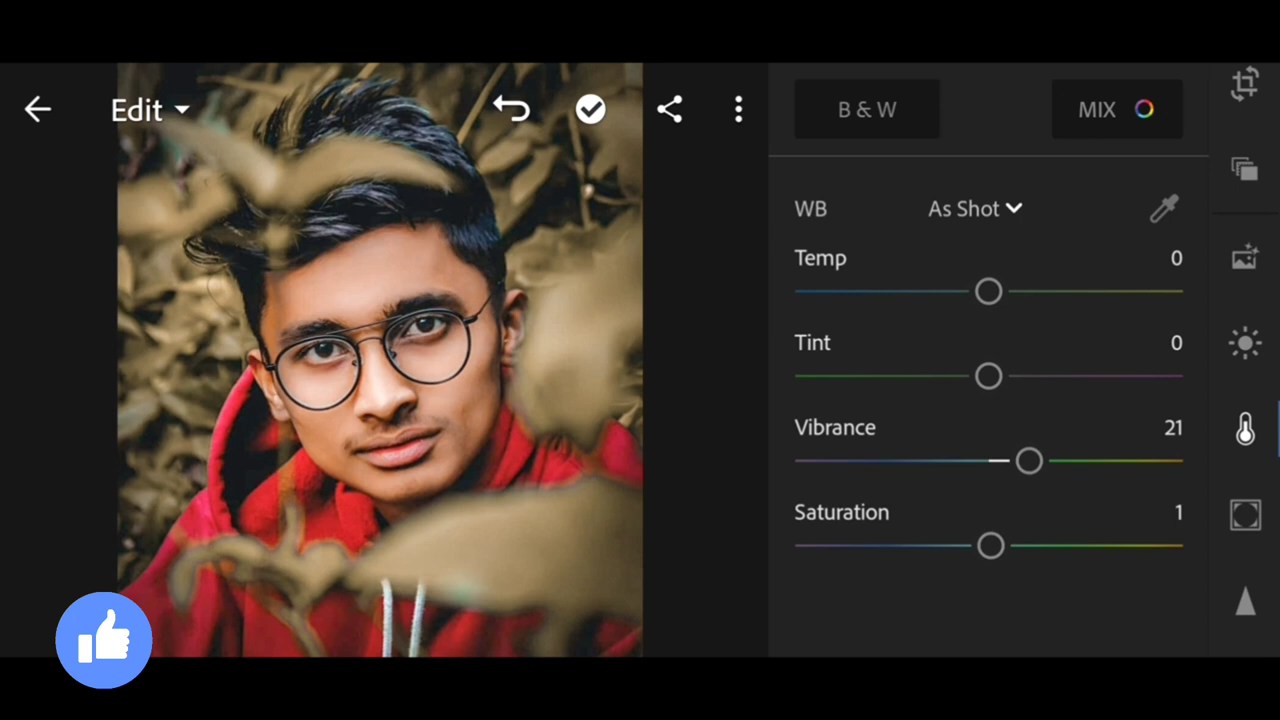 Edit
B & W
MIX
WB
As Shot
Temp
0
Tint
0
Vibrance
21
Saturation
1